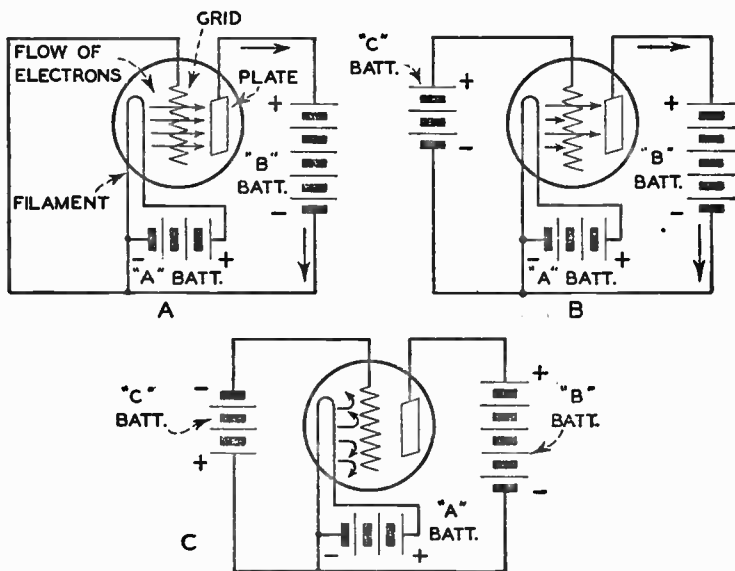 GRID
FLOW OF
ELECTRONS
PLATE
+
"B"
BATT.
-
FILAMENT
- +
"A" BATT.
A
"C"
BATT.
+
-
+
"B"
BATT.
-
- +
"A" BATT.
B
-
"C"
BATT.
+
+
"B"
BATT.
-
"A"
BATT.
- +
C